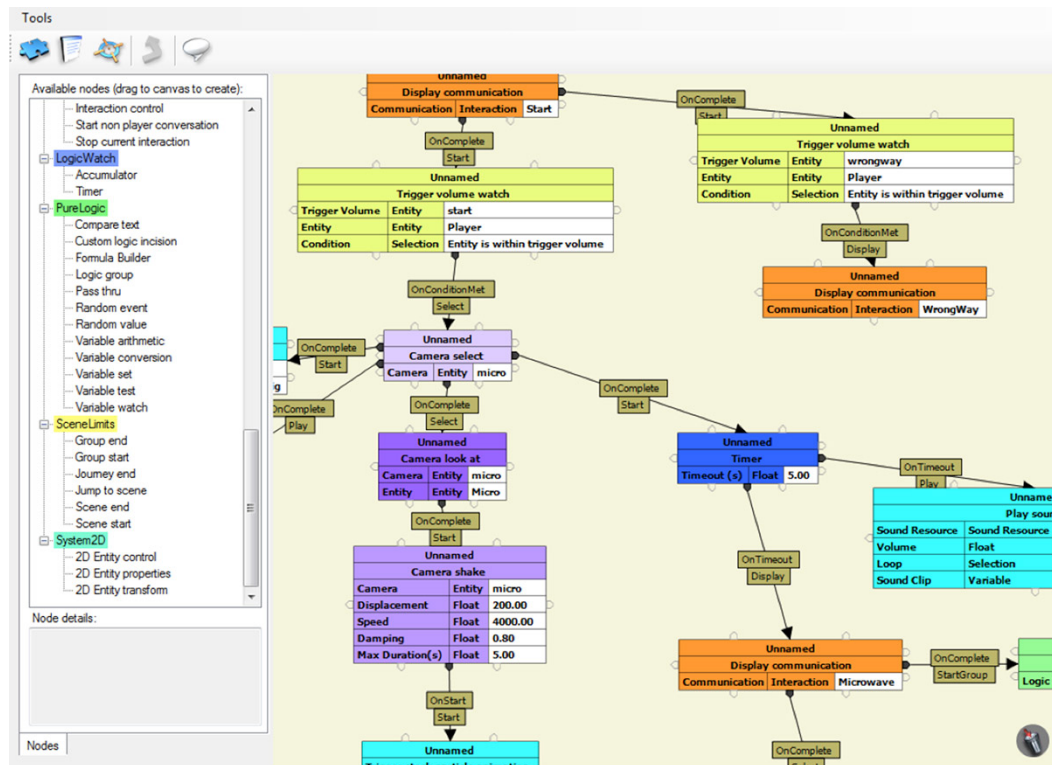 Tools
Available nodes (drag to canvas to create):
Interaction control
Start non player conversation
Stop current interaction
LogicWatch
Accumulator
Timer
PureLogic
Compare text
Custom logic incision
Formula Builder
Logic group
Pass thru
Random event
Random value
Variable arithmetic
Variable conversion
Variable set
Variable test
Variable watch
SceneLimits
Group end
Group start
Journey end
Jump to scene
Scene end
Scene start
System2D
2D Entity control
2D Entity properties
2D Entity transform
Node details:
Nodes
Unnamed
Display communication
Communication Interaction Start
OnComplete
Start
OnComplete
Start
Unnamed
Trigger volume watch
Trigger Volume Entity wrongway
Entity Entity Player
Condition Selection Entity is within trigger volume
Unnamed
Trigger volume watch
Trigger Volume Entity start
Entity Entity Player
Condition Selection Entity is within trigger volume
OnConditionMet
Display
Unnamed
Display communication
Communication Interaction WrongWay
OnConditionMet
Select
Unnamed
Camera select
Camera Entity micro
OnComplete
Start
OnComplete
Play
OnComplete
Select
OnComplete
Start
Unnamed
Camera look at
Camera Entity micro
Entity Entity Micro
Unnamed
Timer
Timeout (s) Float 5.00
OnTimeout
Play
Unname
Play sou
Sound Resource Sound Resource
Volume Float
Loop Selection
Sound Clip Variable
OnComplete
Start
Unnamed
Camera shake
Camera Entity micro
Displacement Float 200.00
Speed Float 4000.00
Damping Float 0.80
Max Duration(s) Float 5.00
OnTimeout
Display
Unnamed
Display communication
Communication Interaction Microwave
OnComplete
StartGroup
Logic
OnStart
Start
Unnamed
OnComplete